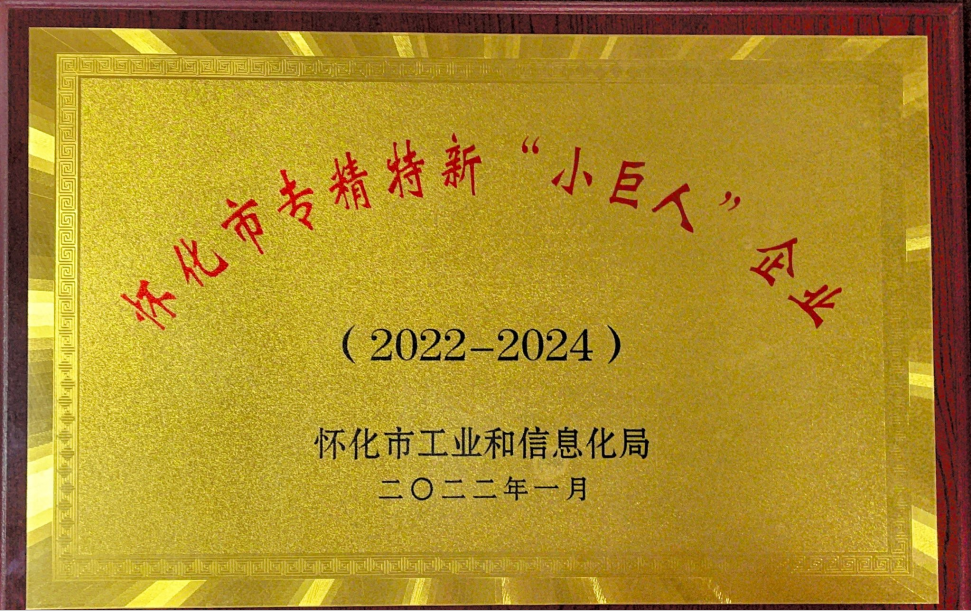 怀化市专精特新“小巨人”企业
（2022-2024）
怀化市工业和信息化局
二〇二二年一月